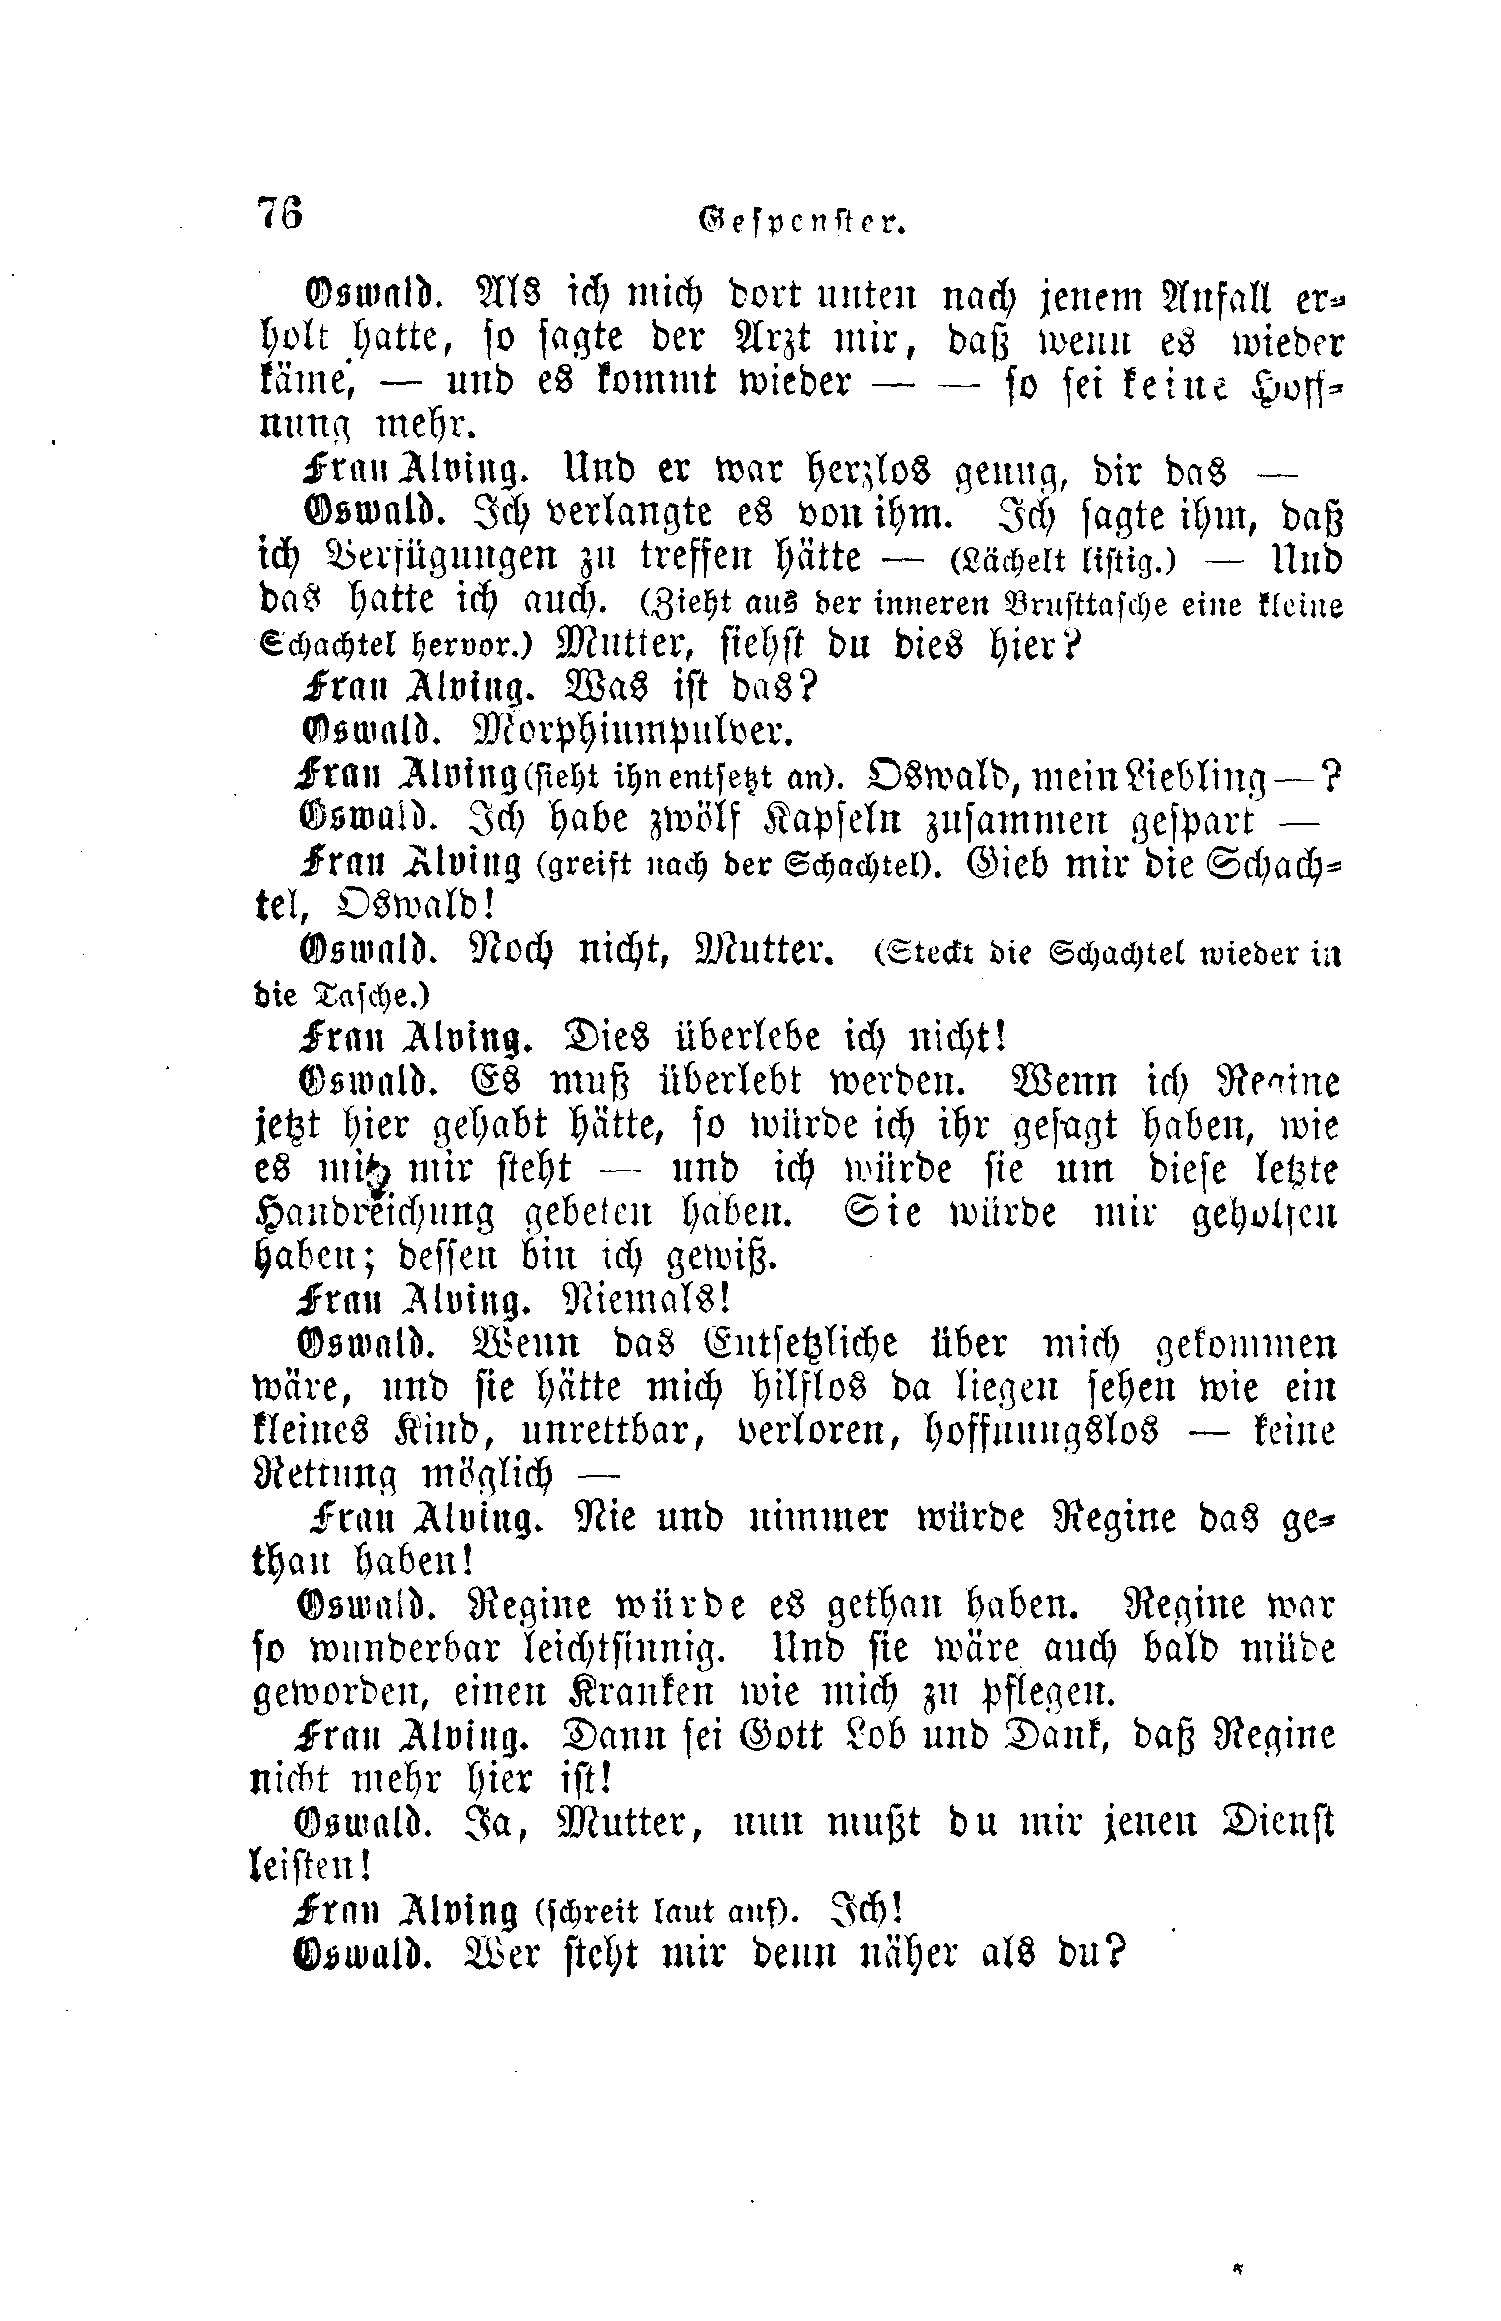 76 Gespenster.
Oswald. Als ich mich dort unten nach jenem Anfall er-
holt hatte, so sagte der Arzt mir, daß wenn es wieder
käme, — und es kommt wieder — — so sei keine Hoff-
nung mehr.
Frau Alving. Und er war herzlos genug, dir das —
Oswald. Ich verlangte es von ihm. Ich sagte ihm, daß
ich Verfügungen zu treffen hätte — (Lächelt listig.) — Und
das hatte ich auch. (Zieht aus der inneren Brusttasche eine kleine
Schachtel hervor.) Mutter, siehst du dies hier?
Frau Alving. Was ist das?
Oswald. Morphiumpulver.
Frau Alving (sieht ihn entsetzt an). Oswald, mein Liebling —?
Oswald. Ich habe zwölf Kapseln zusammen gespart —
Frau Alving (greift nach der Schachtel). Gieb mir die Schach-
tel, Oswald!
Oswald. Noch nicht, Mutter. (Steckt die Schachtel wieder in
die Tasche.)
Frau Alving. Dies überlebe ich nicht!
Oswald. Es muß überlebt werden. Wenn ich Regine
jetzt hier gehabt hätte, so würde ich ihr gesagt haben, wie
es mit mir steht — und ich würde sie um diese letzte
Handreichung gebeten haben. Sie würde mir geholfen
haben; dessen bin ich gewiß.
Frau Alving. Niemals!
Oswald. Wenn das Entsetzliche über mich gekommen
wäre, und sie hätte mich hilflos da liegen sehen wie ein
kleines Kind, unrettbar, verloren, hoffnungslos — keine
Rettung möglich —
Frau Alving. Nie und nimmer würde Regine das ge-
than haben!
Oswald. Regine würde es gethan haben. Regine war
so wunderbar leichtsinnig. Und sie wäre auch bald müde
geworden, einen Kranken wie mich zu pflegen.
Frau Alving. Dann sei Gott Lob und Dank, daß Regine
nicht mehr hier ist!
Oswald. Ja, Mutter, nun mußt du mir jenen Dienst
leisten!
Frau Alving (schreit laut auf). Ich!
Oswald. Wer steht mir denn näher als du?